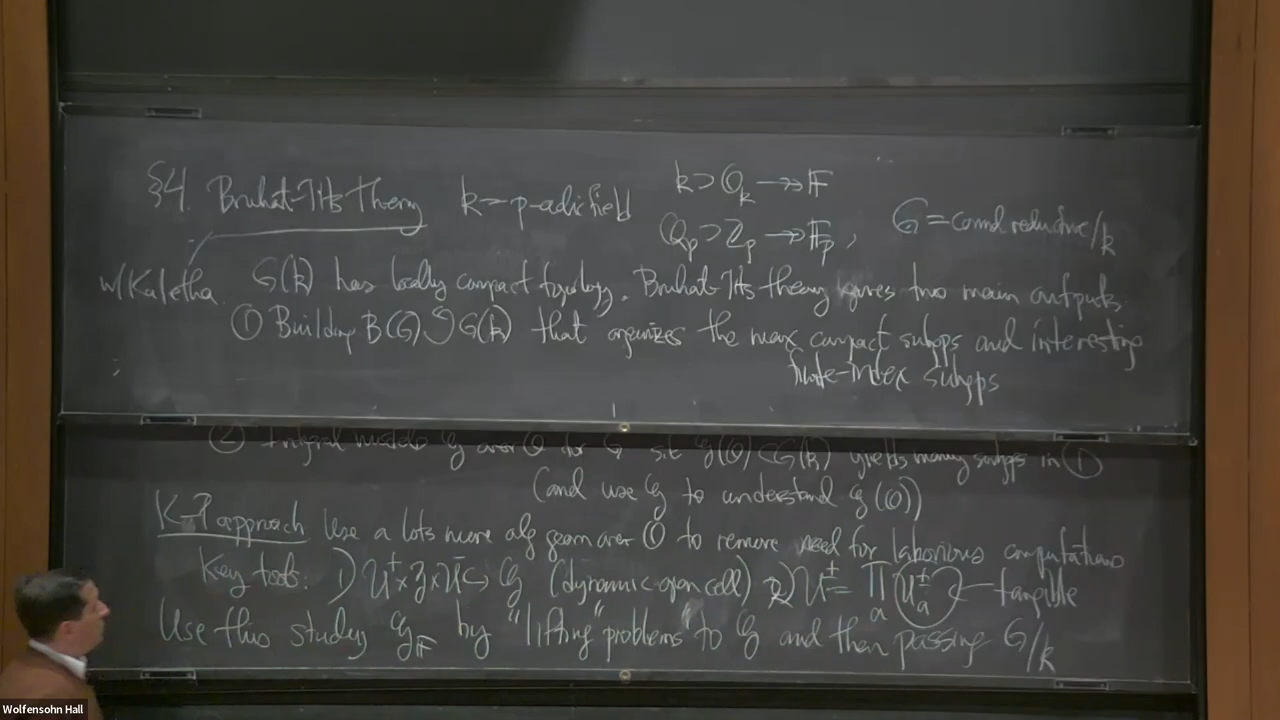 §4. Bruhat-Tits Theory k = p-adic field k ⊃ O_k ↠ 𝔽
Q_p ⊃ Z_p ↠ 𝔽_p, G = conn'd reductive/k
w/Kaletha G(k) has locally compact topology. Bruhat-Tits theory gives two main outputs.
① Building B(G) ↺ G(k) that organizes the max compact subgps and interesting
finite-index subgps
② Integral models 𝒢 over O for G s.t. 𝒢(O) ⊂ G(k) yields many subgps in ①
(and use 𝒢 to understand 𝒢(O))
K-P approach Use a lots more alg geom over O to remove need for laborious computations
Key tools: 1) U⁺ × Z × U⁻ ↪ 𝒢 (dynamic open cell) 2) U^± = ∏_a U_a^± tangible
Use this study 𝒢_𝔽 by "lifting" problems to 𝒢 and then passing G/k
Wolfensohn Hall